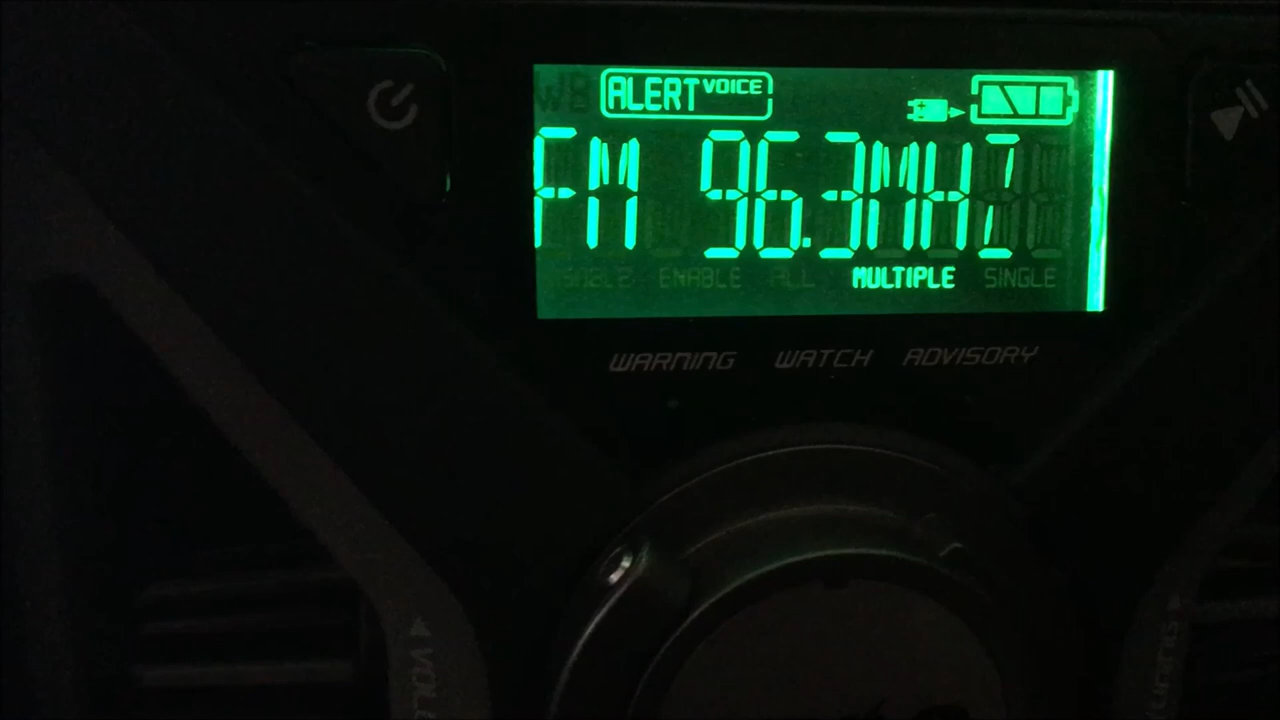 ALERT VOICE
FM 96.3MHZ
ENABLE ALL MULTIPLE SINGLE
WARNING WATCH ADVISORY